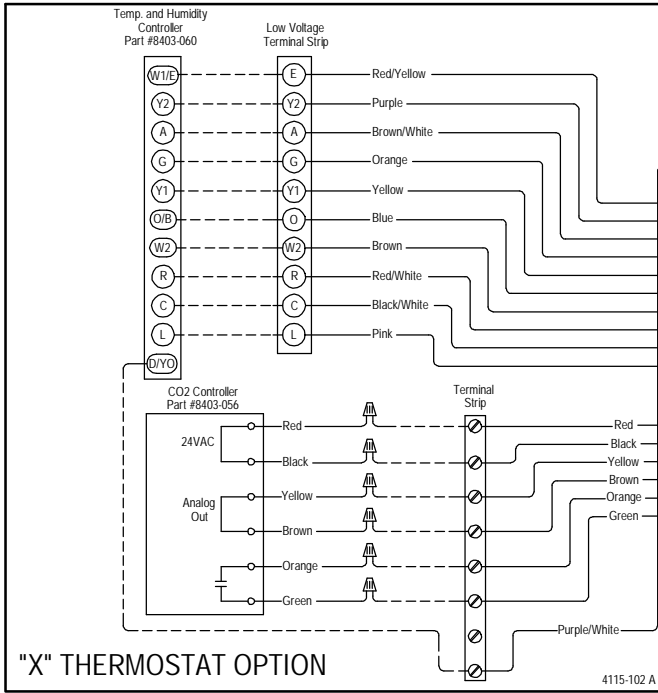 Temp. and Humidity
Controller
Part #8403-060
Low Voltage
Terminal Strip
W1/E E Red/Yellow
Y2 Y2 Purple
A A Brown/White
G G Orange
Y1 Y1 Yellow
O/B O Blue
W2 W2 Brown
R R Red/White
C C Black/White
L L Pink
D/YO
CO2 Controller
Part #8403-056
Terminal
Strip
24VAC
Red Red
Black Black
Analog
Out
Yellow Yellow
Brown Brown
Orange Orange
Green Green
Purple/White
"X" THERMOSTAT OPTION
4115-102 A